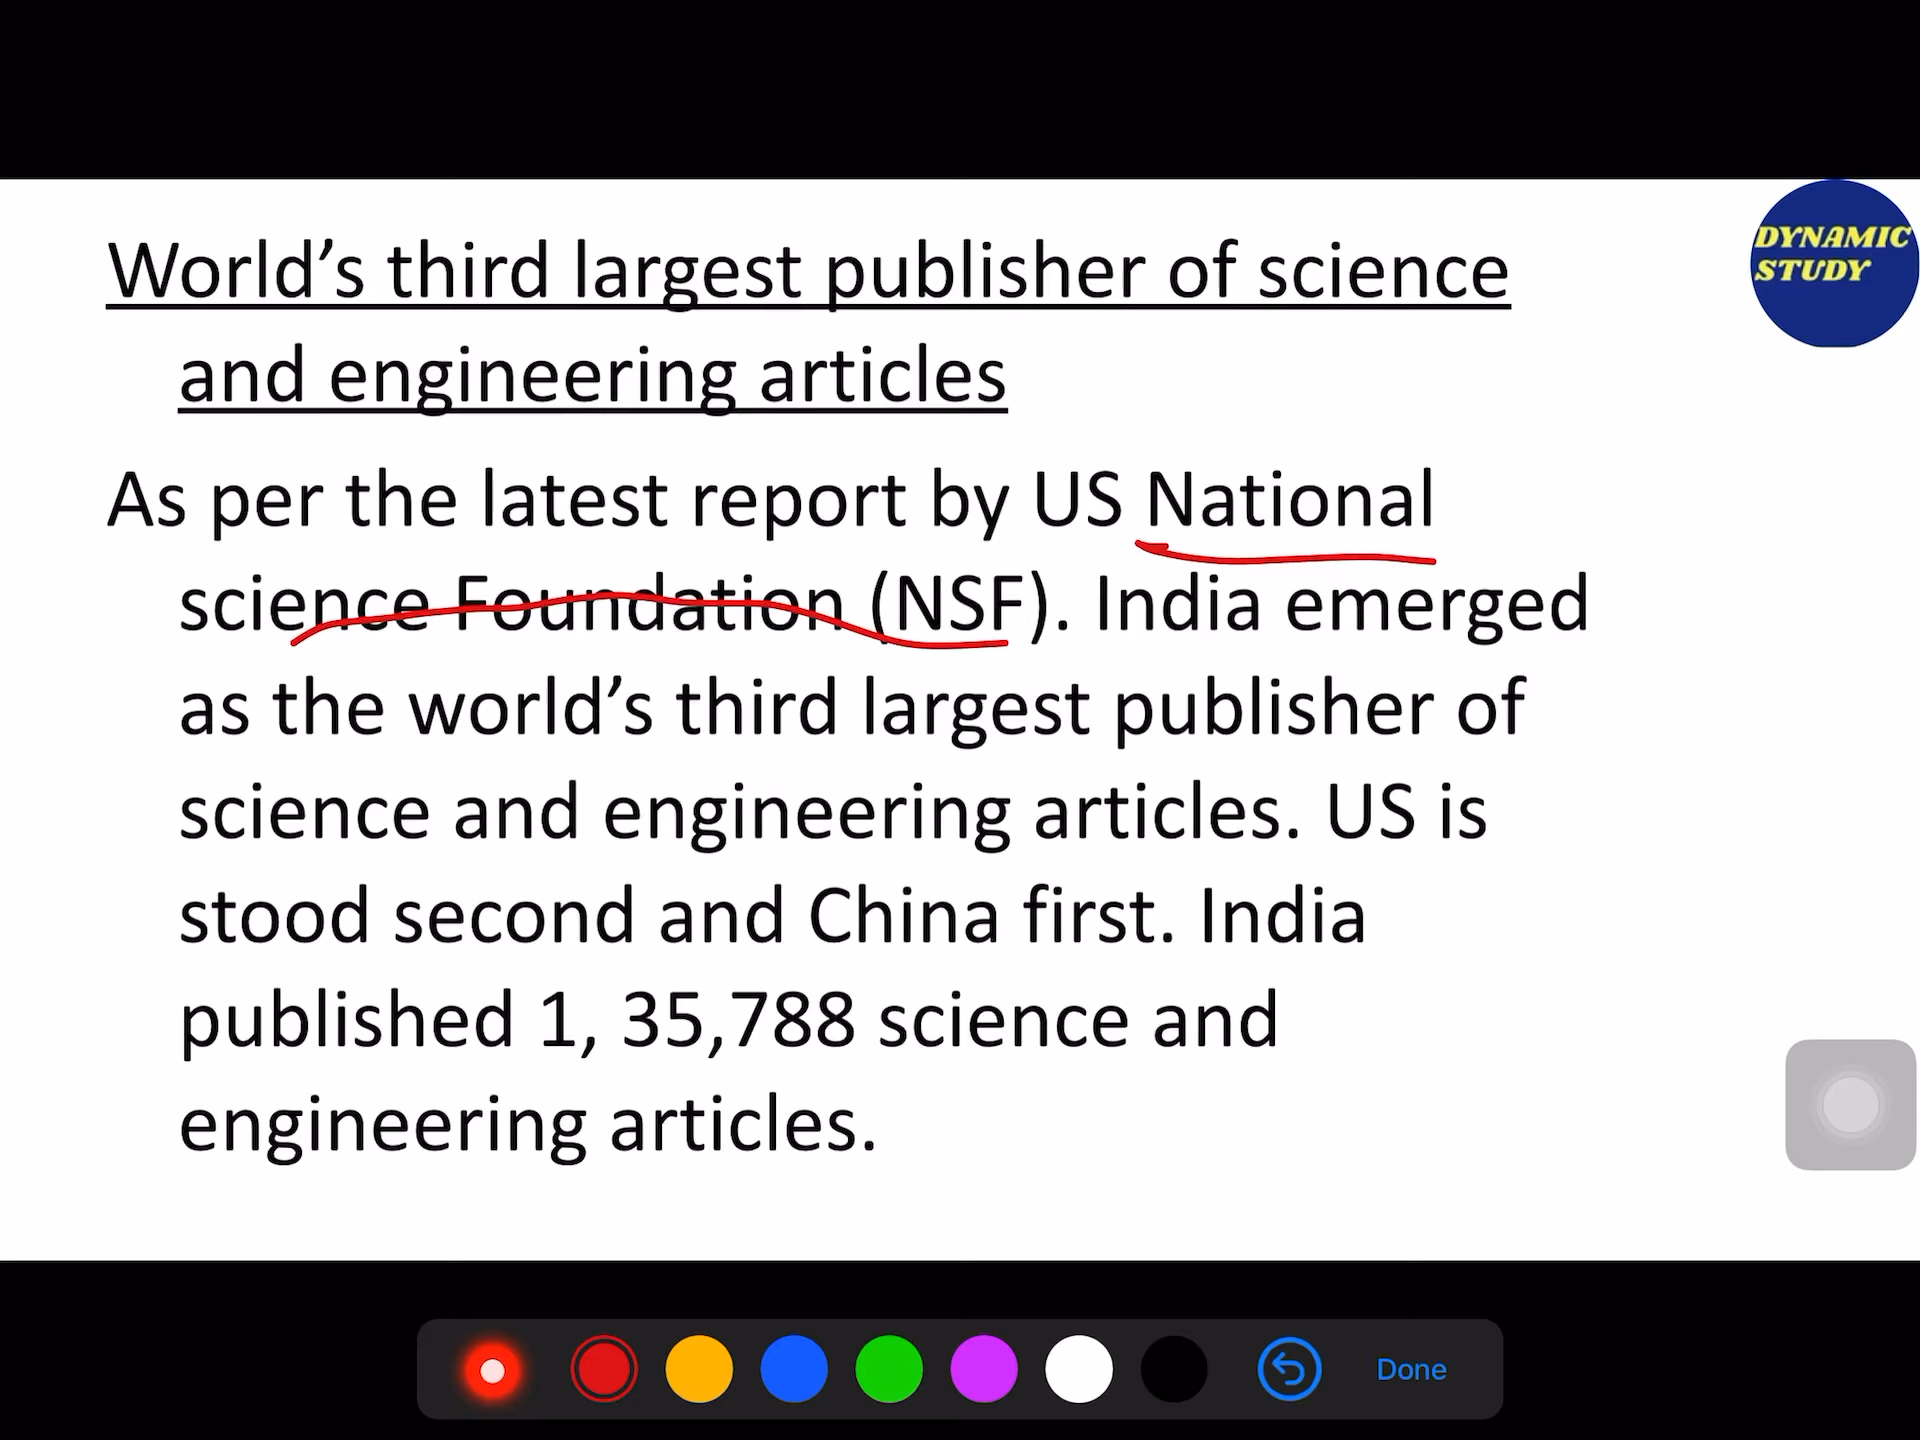 World’s third largest publisher of science
and engineering articles
DYNAMIC
STUDY
As per the latest report by US National
science Foundation (NSF). India emerged
as the world’s third largest publisher of
science and engineering articles. US is
stood second and China first. India
published 1, 35,788 science and
engineering articles.
Done